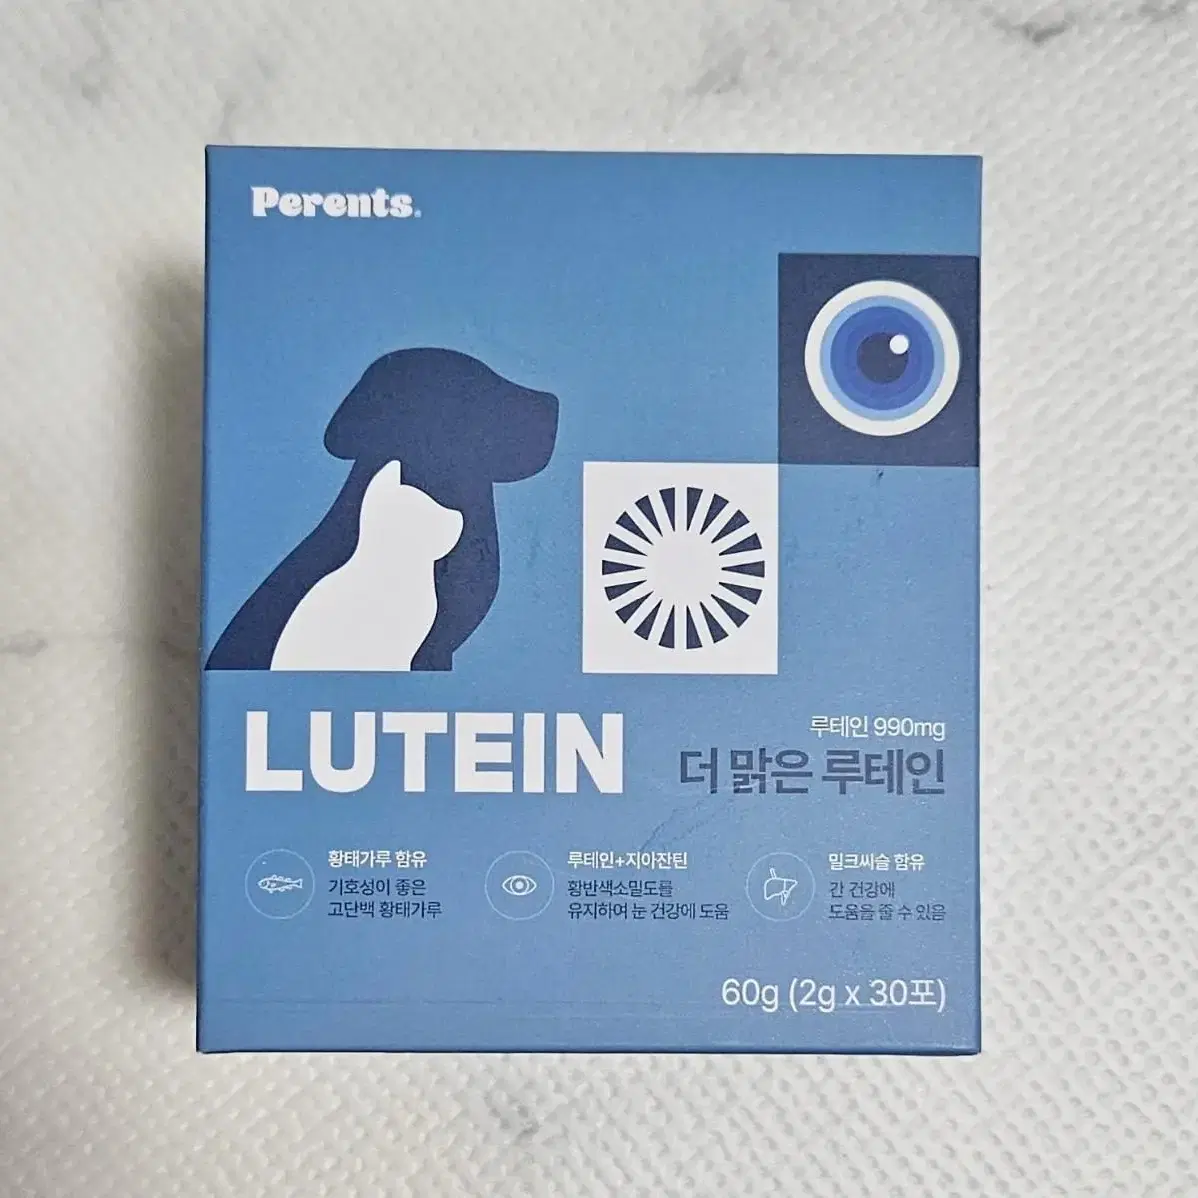 Perents
LUTEIN
루테인 990mg
더 맑은 루테인
황태가루 함유
기호성이 좋은
고단백 황태가루
루테인+지아잔틴
황반색소밀도를
유지하여 눈 건강에 도움
밀크씨슬 함유
간 건강에
도움을 줄 수 있음
60g (2g x 30포)